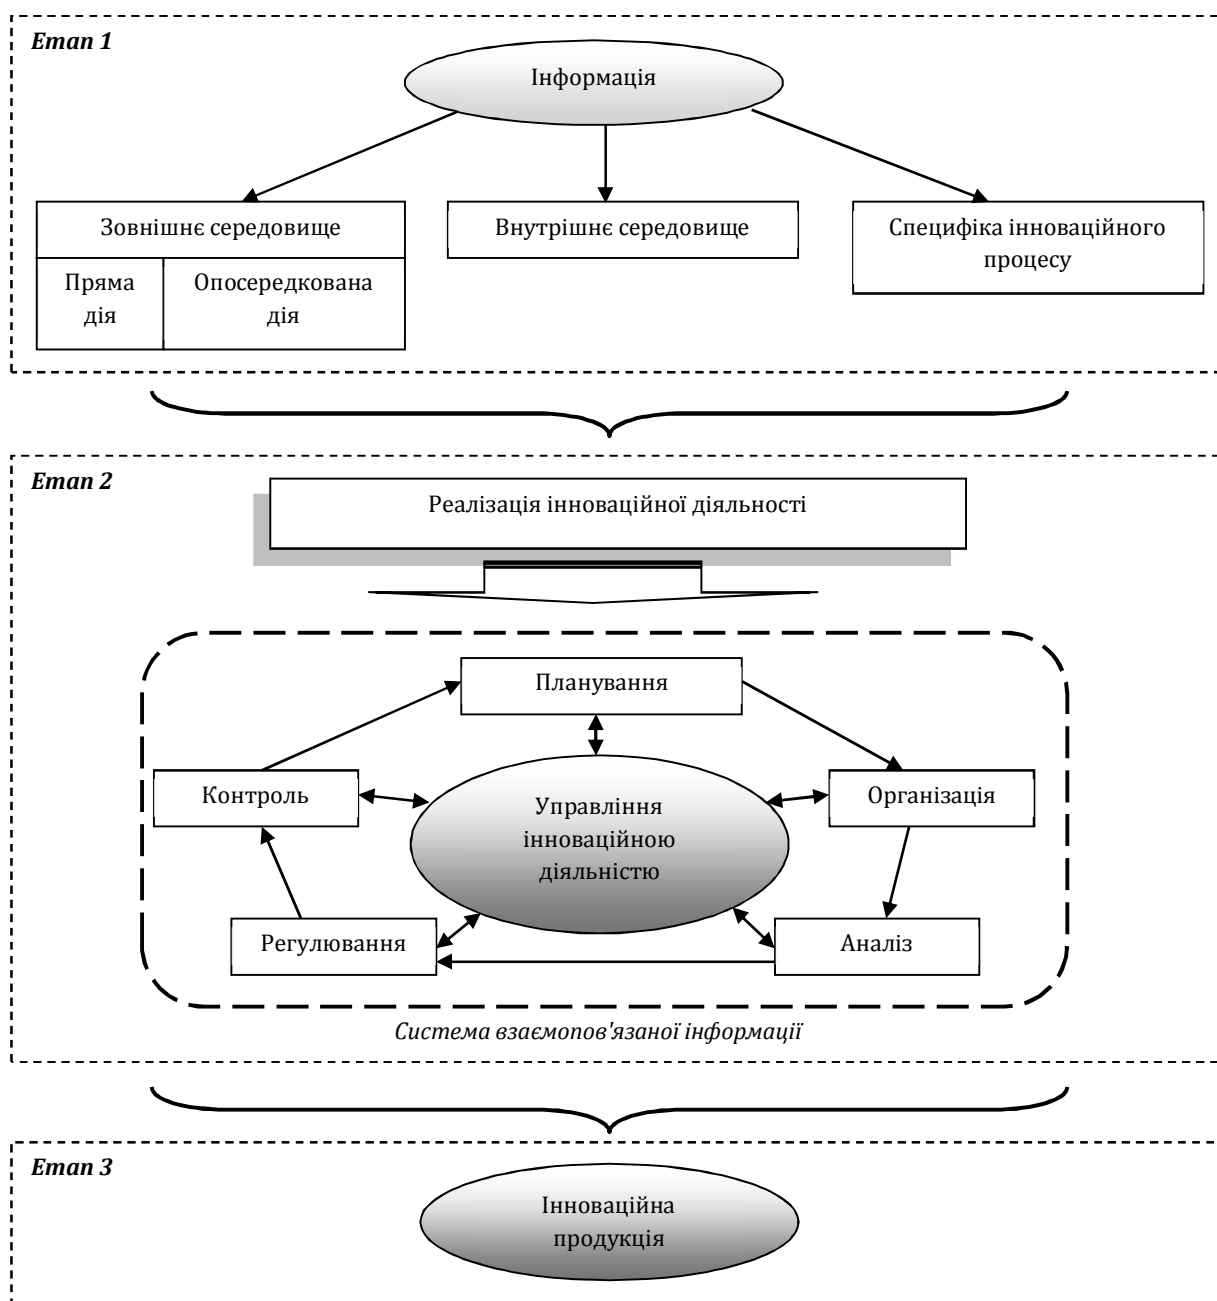 Етап 1
Інформація
Зовнішнє середовище
Пряма
дія
Опосередкована
дія
Внутрішнє середовище
Специфіка інноваційного
процесу
Етап 2
Реалізація інноваційної діяльності
Планування
Контроль
Управління
інноваційною
діяльністю
Організація
Регулювання
Аналіз
Система взаємопов'язаної інформації
Етап 3
Інноваційна
продукція